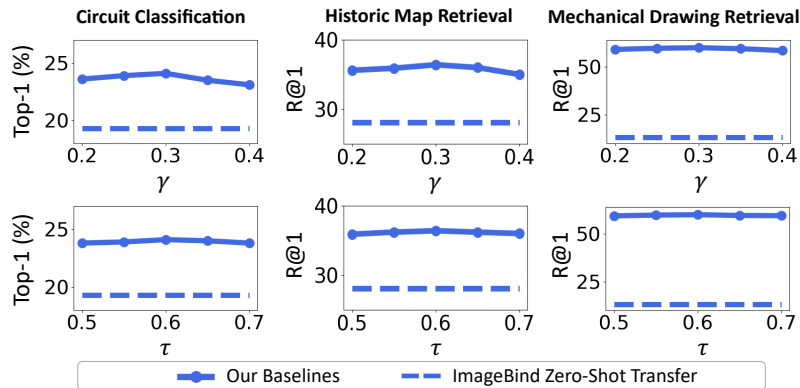 Circuit Classification Historic Map Retrieval Mechanical Drawing Retrieval
Top-1 (%) 25 20 0.2 0.3 0.4 γ
R@1 40 30 0.2 0.3 0.4 γ
R@1 50 25 0.2 0.3 0.4 γ
Top-1 (%) 25 20 0.5 0.6 0.7 τ
R@1 40 30 0.5 0.6 0.7 τ
R@1 50 25 0.5 0.6 0.7 τ
Our Baselines ImageBind Zero-Shot Transfer